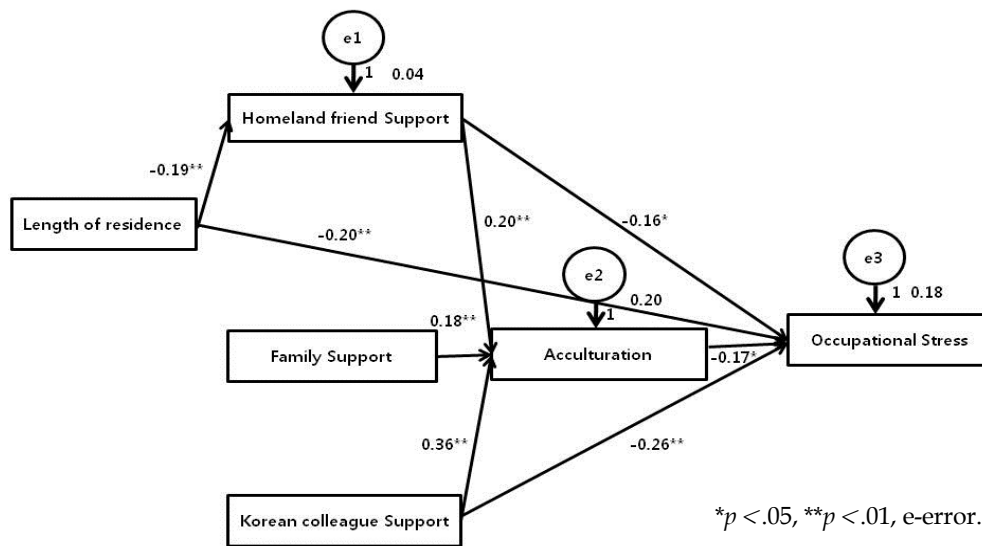 e1
1 0.04
Homeland friend Support
-0.19**
Length of residence
0.20**
-0.16*
-0.20**
e2
e3
1 0.18
0.20
1
0.18**
Family Support
Acculturation
-0.17*
Occupational Stress
0.36**
-0.26**
Korean colleague Support
*p <.05, **p <.01, e-error.